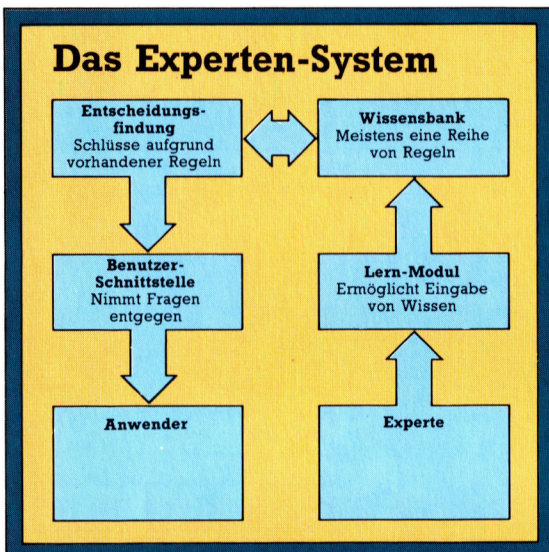 Das Experten-System
Entscheidungs-
findung
Schlüsse aufgrund
vorhandener Regeln
Wissensbank
Meistens eine Reihe
von Regeln
Benutzer-
Schnittstelle
Nimmt Fragen
entgegen
Lern-Modul
Ermöglicht Eingabe
von Wissen
Anwender
Experte